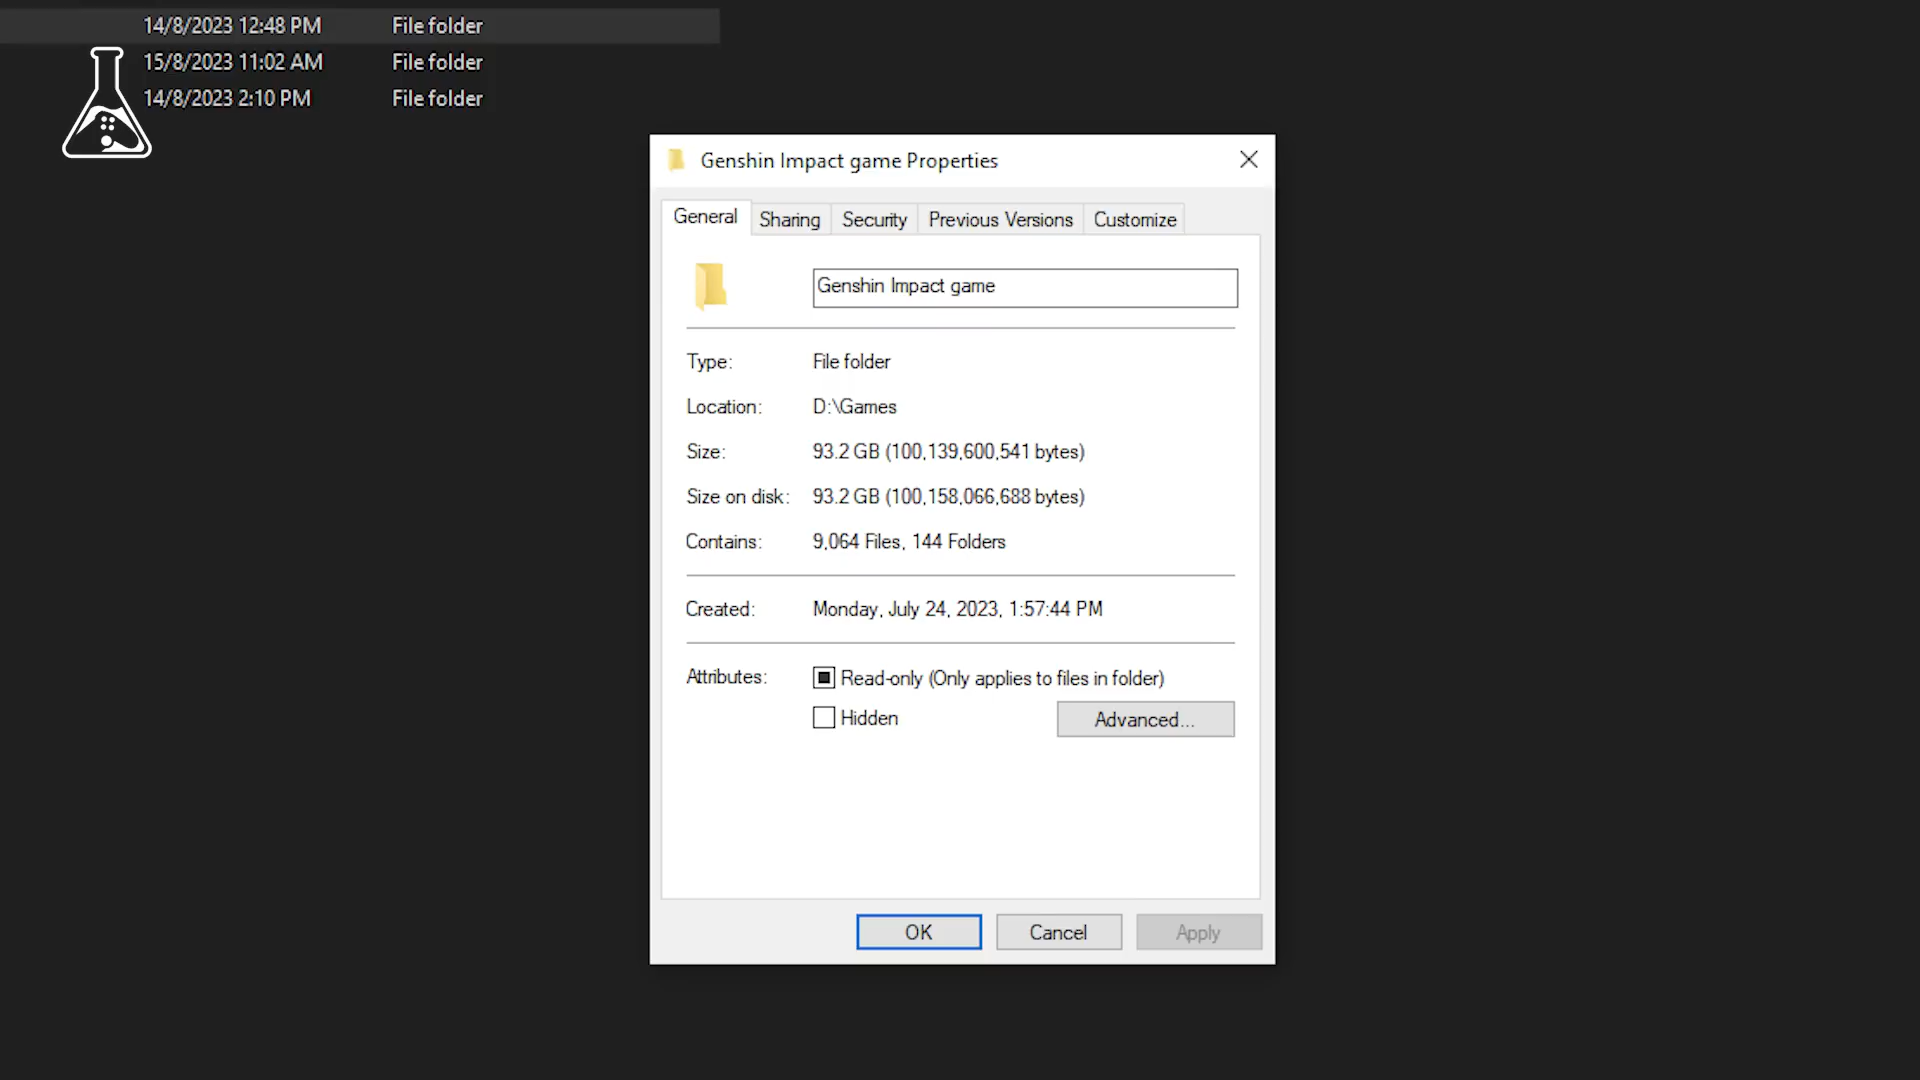 14/8/2023 12:48 PM File folder
15/8/2023 11:02 AM File folder
14/8/2023 2:10 PM File folder
Genshin Impact game Properties
General Sharing Security Previous Versions Customize
Genshin Impact game
Type: File folder
Location: D:\Games
Size: 93.2 GB (100,139,600,541 bytes)
Size on disk: 93.2 GB (100,158,066,688 bytes)
Contains: 9,064 Files, 144 Folders
Created: Monday, July 24, 2023, 1:57:44 PM
Attributes: Read-only (Only applies to files in folder)
Hidden Advanced...
OK Cancel Apply